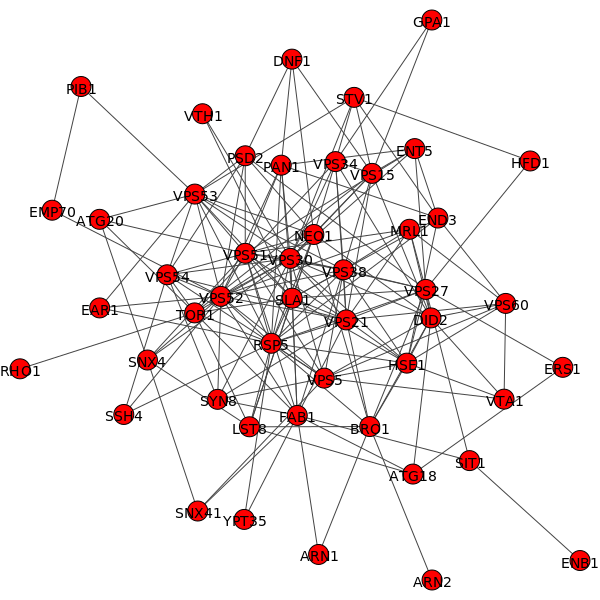 GPA1
DNF1
PIB1
STV1
VTH1
ENT5
PSD2
VPS34
HFD1
PAN1
VPS15
VPS53
EMP70
ATG20
END3
MRL1
NEO1
VPS51
VPS30
VPS38
VPS54
VPS27
VPS52
SLA1
VPS60
EAR1
TOR1
VPS21
DID2
RSP5
SNX4
HSE1
RHO1
ERS1
VPS5
SYN8
VTA1
SSH4
FAB1
LST8
BRO1
SIT1
ATG18
SNX41
YPT35
ARN1
ENB1
ARN2